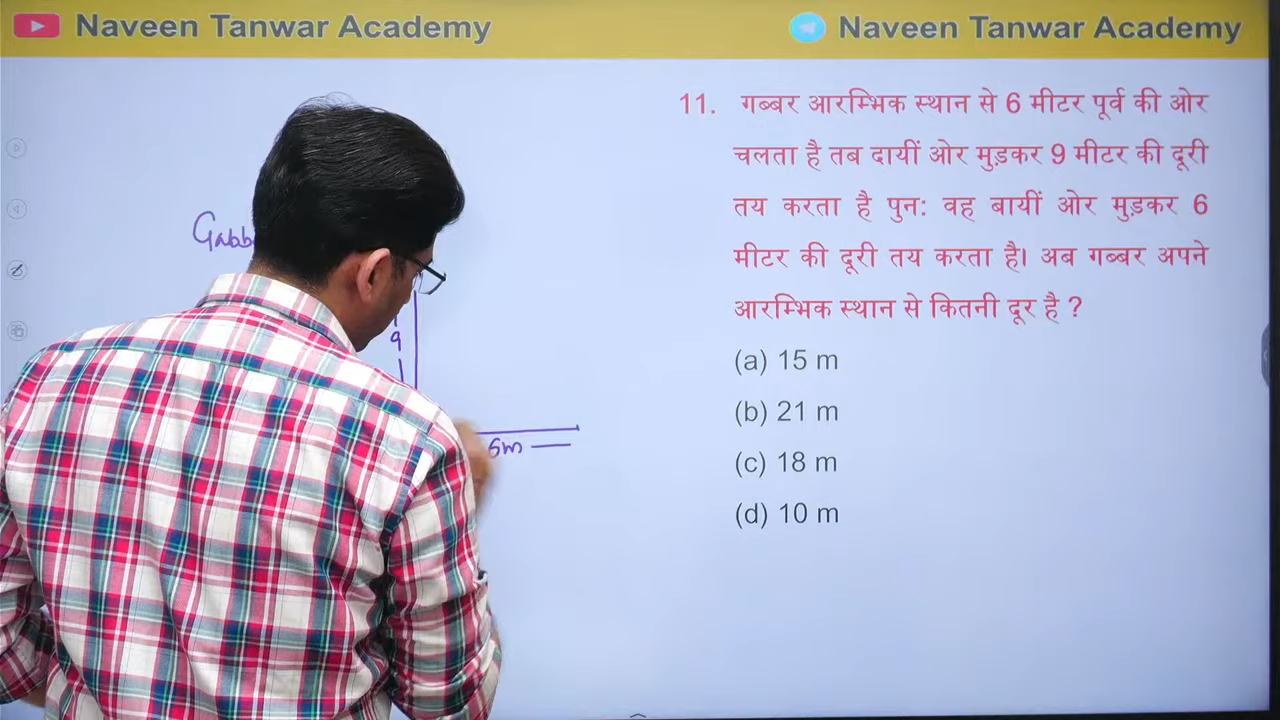 Naveen Tanwar Academy
Naveen Tanwar Academy
11. गब्बर आरम्भिक स्थान से 6 मीटर पूर्व की ओर
चलता है तब दायीं ओर मुड़कर 9 मीटर की दूरी
तय करता है पुन: वह बायीं ओर मुड़कर 6
मीटर की दूरी तय करता है। अब गब्बर अपने
आरम्भिक स्थान से कितनी दूर है ?
(a) 15 m
(b) 21 m
(c) 18 m
(d) 10 m
9
6m